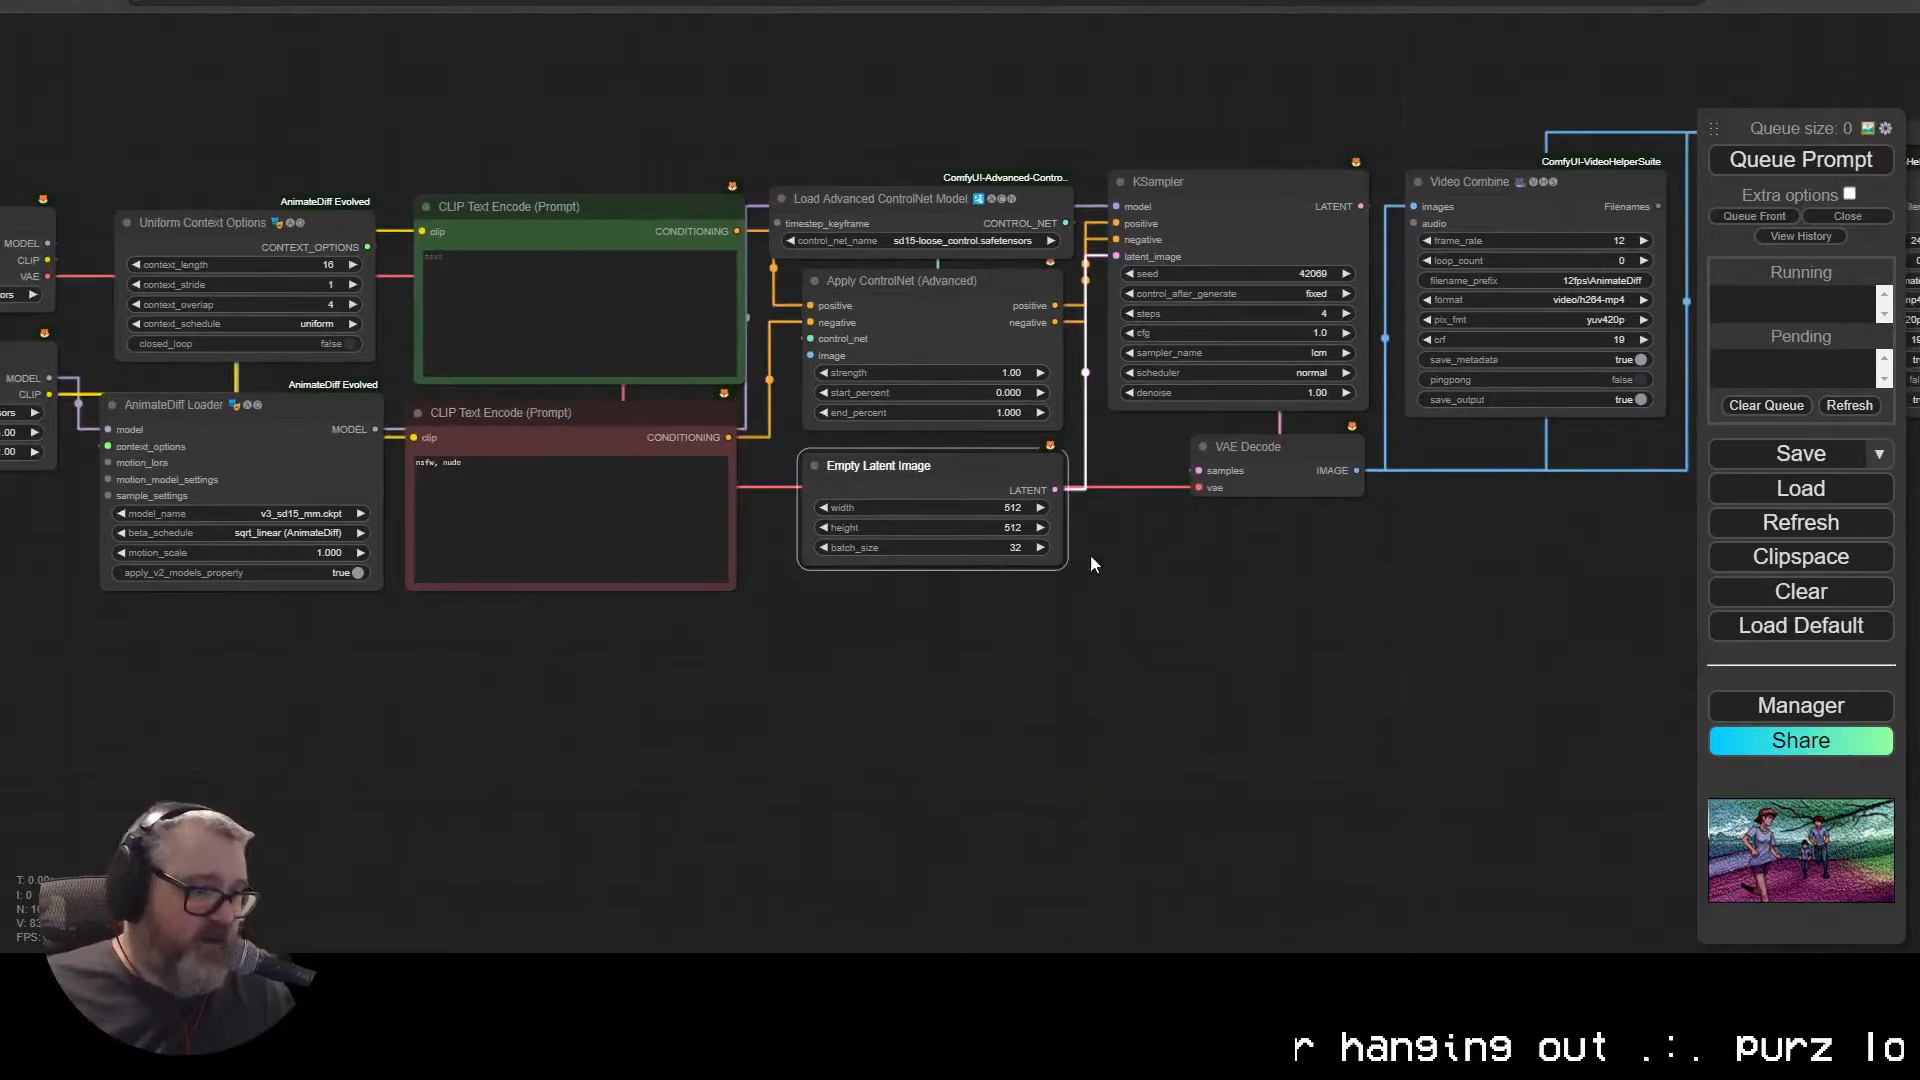 MODEL
CLIP
VAE
MODEL
CLIP
.00
.00
AnimateDiff Evolved
Uniform Context Options
CONTEXT_OPTIONS
context_length 16
context_stride 1
context_overlap 4
context_schedule uniform
closed_loop false
AnimateDiff Evolved
AnimateDiff Loader
model MODEL
context_options
motion_lora
motion_model_settings
sample_settings
model_name v3_sd15_mm.ckpt
beta_schedule sqrt_linear (AnimateDiff)
motion_scale 1.000
apply_v2_models_properly true
CLIP Text Encode (Prompt)
clip CONDITIONING
text
CLIP Text Encode (Prompt)
clip CONDITIONING
nsfw, nude
ComfyUI-Advanced-Contro..
Load Advanced ControlNet Model
timestep_keyframe CONTROL_NET
control_net_name sd15-loose_control.safetensors
Apply ControlNet (Advanced)
positive positive
negative negative
control_net
image
strength 1.00
start_percent 0.000
end_percent 1.000
Empty Latent Image
LATENT
width 512
height 512
batch_size 32
KSampler
model LATENT
positive
negative
latent_image
seed 42069
control_after_generate fixed
steps 4
cfg 1.0
sampler_name lcm
scheduler normal
denoise 1.00
VAE Decode
samples IMAGE
vae
ComfyUI-VideoHelperSuite
Video Combine
images Filenames
audio
frame_rate 12
loop_count 0
filename_prefix 12fps\AnimateDiff
format video/h264-mp4
pix_fmt yuv420p
crf 19
save_metadata true
pingpong false
save_output true
Queue size: 0
Queue Prompt
Extra options
Queue Front Close
View History
Running
Pending
Clear Queue Refresh
Save
Load
Refresh
Clipspace
Clear
Load Default
Manager
Share
T: 0.00
I: 0
FPS:
r hanging out .:. purz lo